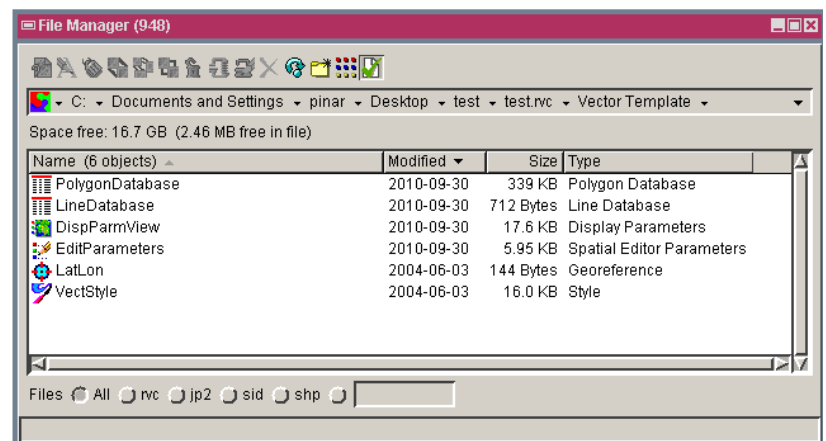 File Manager (948)
C: Documents and Settings pinar Desktop test test.rvc Vector Template
Space free: 16.7 GB (2.46 MB free in file)
Name (6 objects) Modified Size Type
PolygonDatabase 2010-09-30 339 KB Polygon Database
LineDatabase 2010-09-30 712 Bytes Line Database
DispParmView 2010-09-30 17.6 KB Display Parameters
EditParameters 2010-09-30 5.95 KB Spatial Editor Parameters
LatLon 2004-06-03 144 Bytes Georeference
VectStyle 2004-06-03 16.0 KB Style
Files All rvc jp2 sid shp